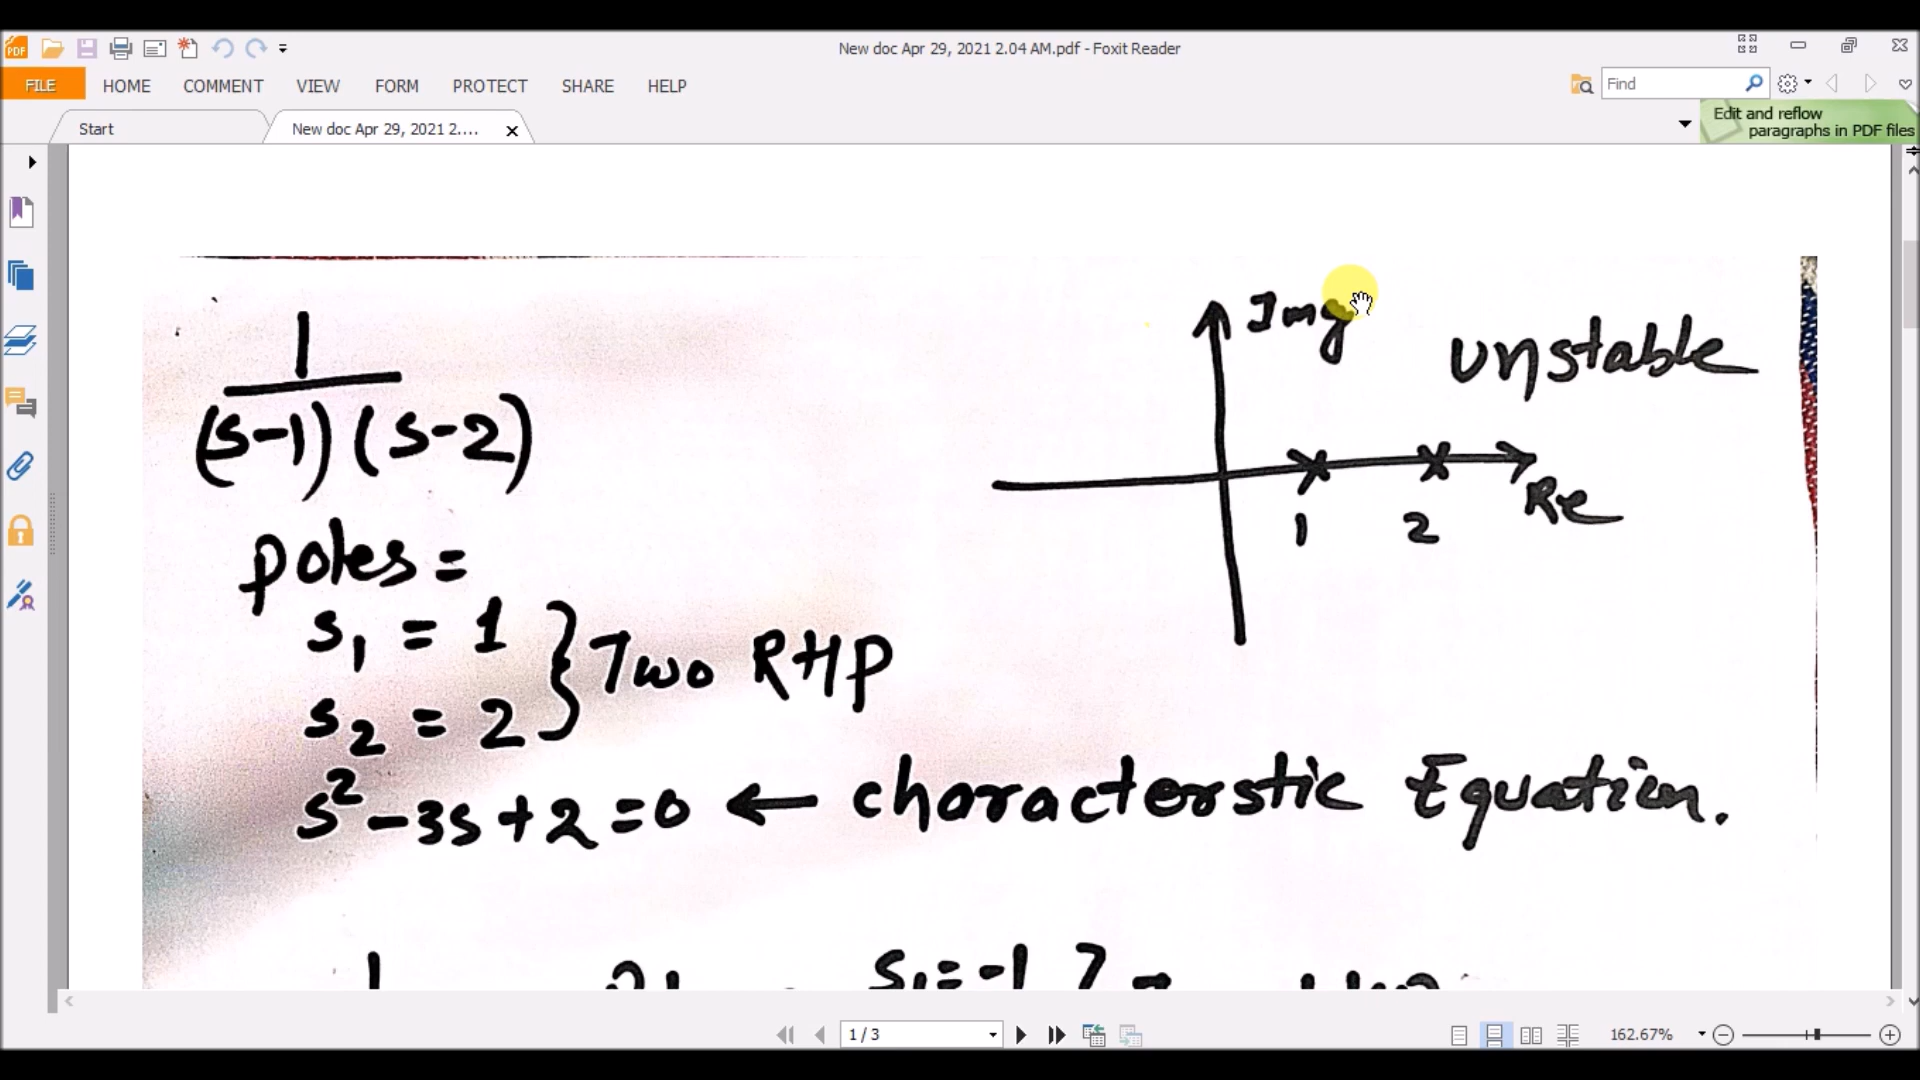 New doc Apr 29, 2021 2.04 AM.pdf - Foxit Reader
FILE HOME COMMENT VIEW FORM PROTECT SHARE HELP
Find
Edit and reflow
paragraphs in PDF files
Start
New doc Apr 29, 2021 2....
1
(s-1) (s-2)
Img
unstable
1 2
Re
poles =
s1 = 1
s2 = 2
} Two RHP
s² - 3s + 2 = 0 ← characterstic Equation.
s1 = -1
1 / 3
162.67%